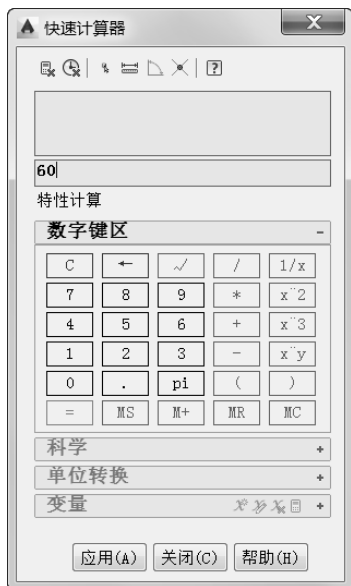 快速计算器
60
特性计算
数字键区
C / 1/x
7 8 9 * x^2
4 5 6 + x^3
1 2 3 - x^y
0 . pi ( )
= MS M+ MR MC
科学
单位转换
变量
应用(A) 关闭(C) 帮助(H)